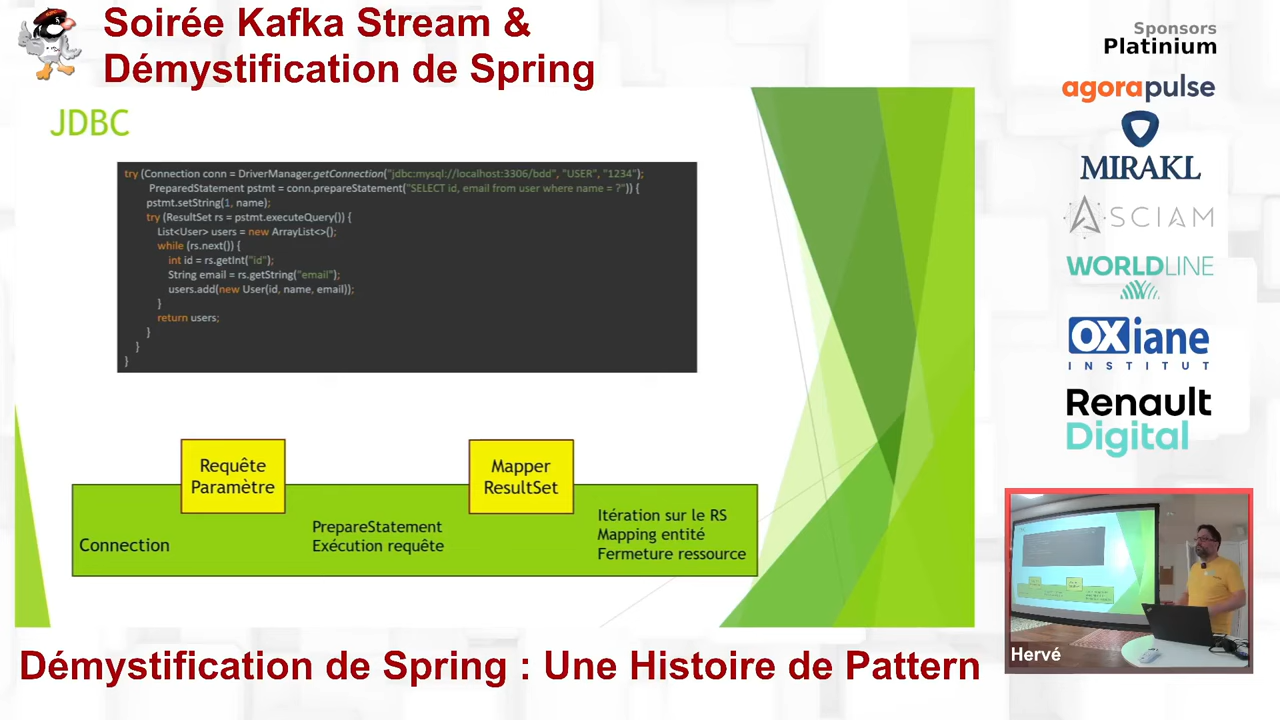 Soirée Kafka Stream &
Démystification de Spring
Sponsors
Platinium
agorapulse
MIRAKL
ASCIAM
WORLDLINE
OXiane
INSTITUT
Renault
Digital
JDBC
try (Connection conn = DriverManager.getConnection("jdbc:mysql://localhost:3306/bdd", "USER", "1234");
PreparedStatement pstmt = conn.prepareStatement("SELECT id, email from user where name = ?")) {
pstmt.setString(1, name);
try (ResultSet rs = pstmt.executeQuery()) {
List<User> users = new ArrayList<>();
while (rs.next()) {
int id = rs.getInt("id");
String email = rs.getString("email");
users.add(new User(id, name, email));
}
return users;
}
}
}
Requête
Paramètre
Mapper
ResultSet
Connection
PrepareStatement
Exécution requête
Itération sur le RS
Mapping entité
Fermeture ressource
Hervé
Démystification de Spring : Une Histoire de Pattern